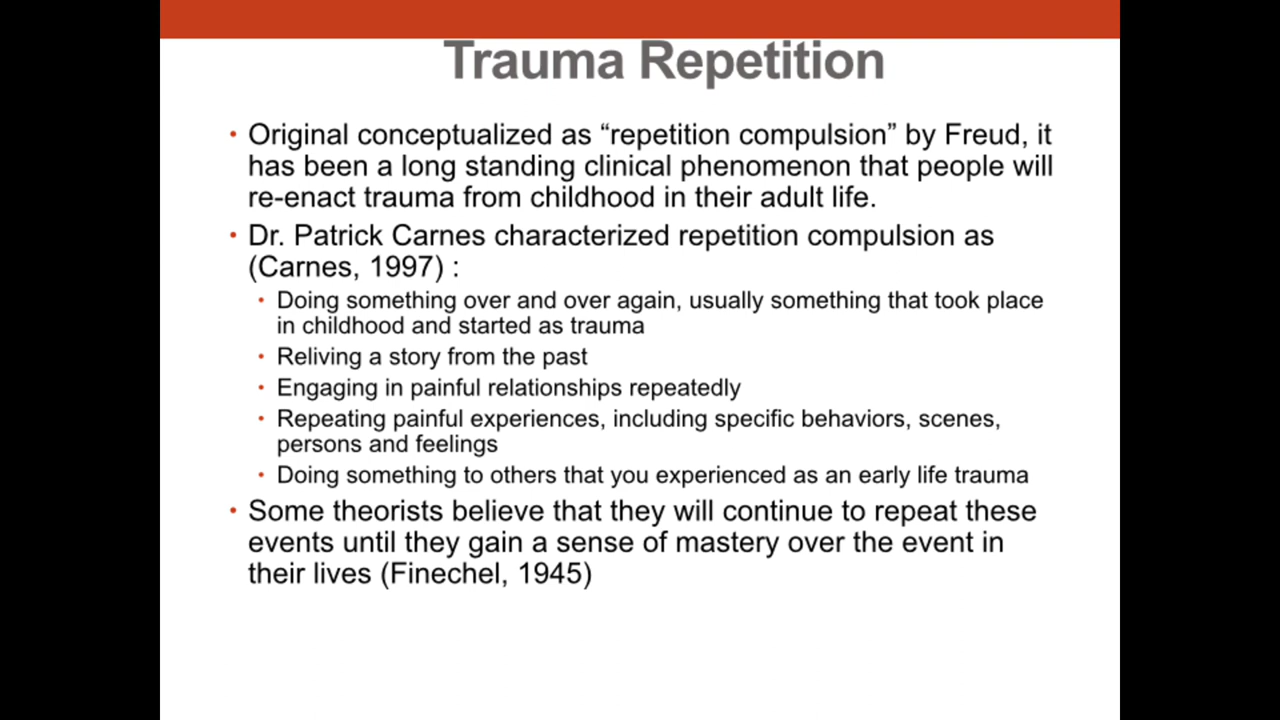 Trauma Repetition
• Original conceptualized as “repetition compulsion” by Freud, it
has been a long standing clinical phenomenon that people will
re-enact trauma from childhood in their adult life.
• Dr. Patrick Carnes characterized repetition compulsion as
(Carnes, 1997) :
• Doing something over and over again, usually something that took place
in childhood and started as trauma
• Reliving a story from the past
• Engaging in painful relationships repeatedly
• Repeating painful experiences, including specific behaviors, scenes,
persons and feelings
• Doing something to others that you experienced as an early life trauma
• Some theorists believe that they will continue to repeat these
events until they gain a sense of mastery over the event in
their lives (Finechel, 1945)